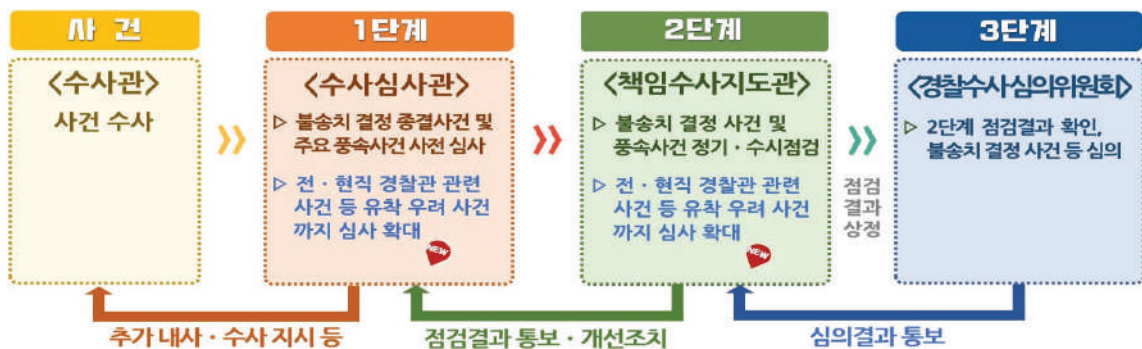 사 건
<수사관>
사건 수사
1단계
<수사심사관>
▷ 불송치 결정 종결사건 및
주요 풍속사건 사전 심사
▷ 전·현직 경찰관 관련
사건 등 유착 우려 사건
까지 심사 확대
NEW
2단계
<책임수사지도관>
▷ 불송치 결정 사건 및
풍속사건 정기·수시점검
▷ 전·현직 경찰관 관련
사건 등 유착 우려 사건
까지 심사 확대
NEW
점검
결과
상정
3단계
<경찰수사심의위원회>
▷ 2단계 점검결과 확인,
불송치 결정 사건 등 심의
추가 내사·수사 지시 등
점검결과 통보·개선조치
심의결과 통보